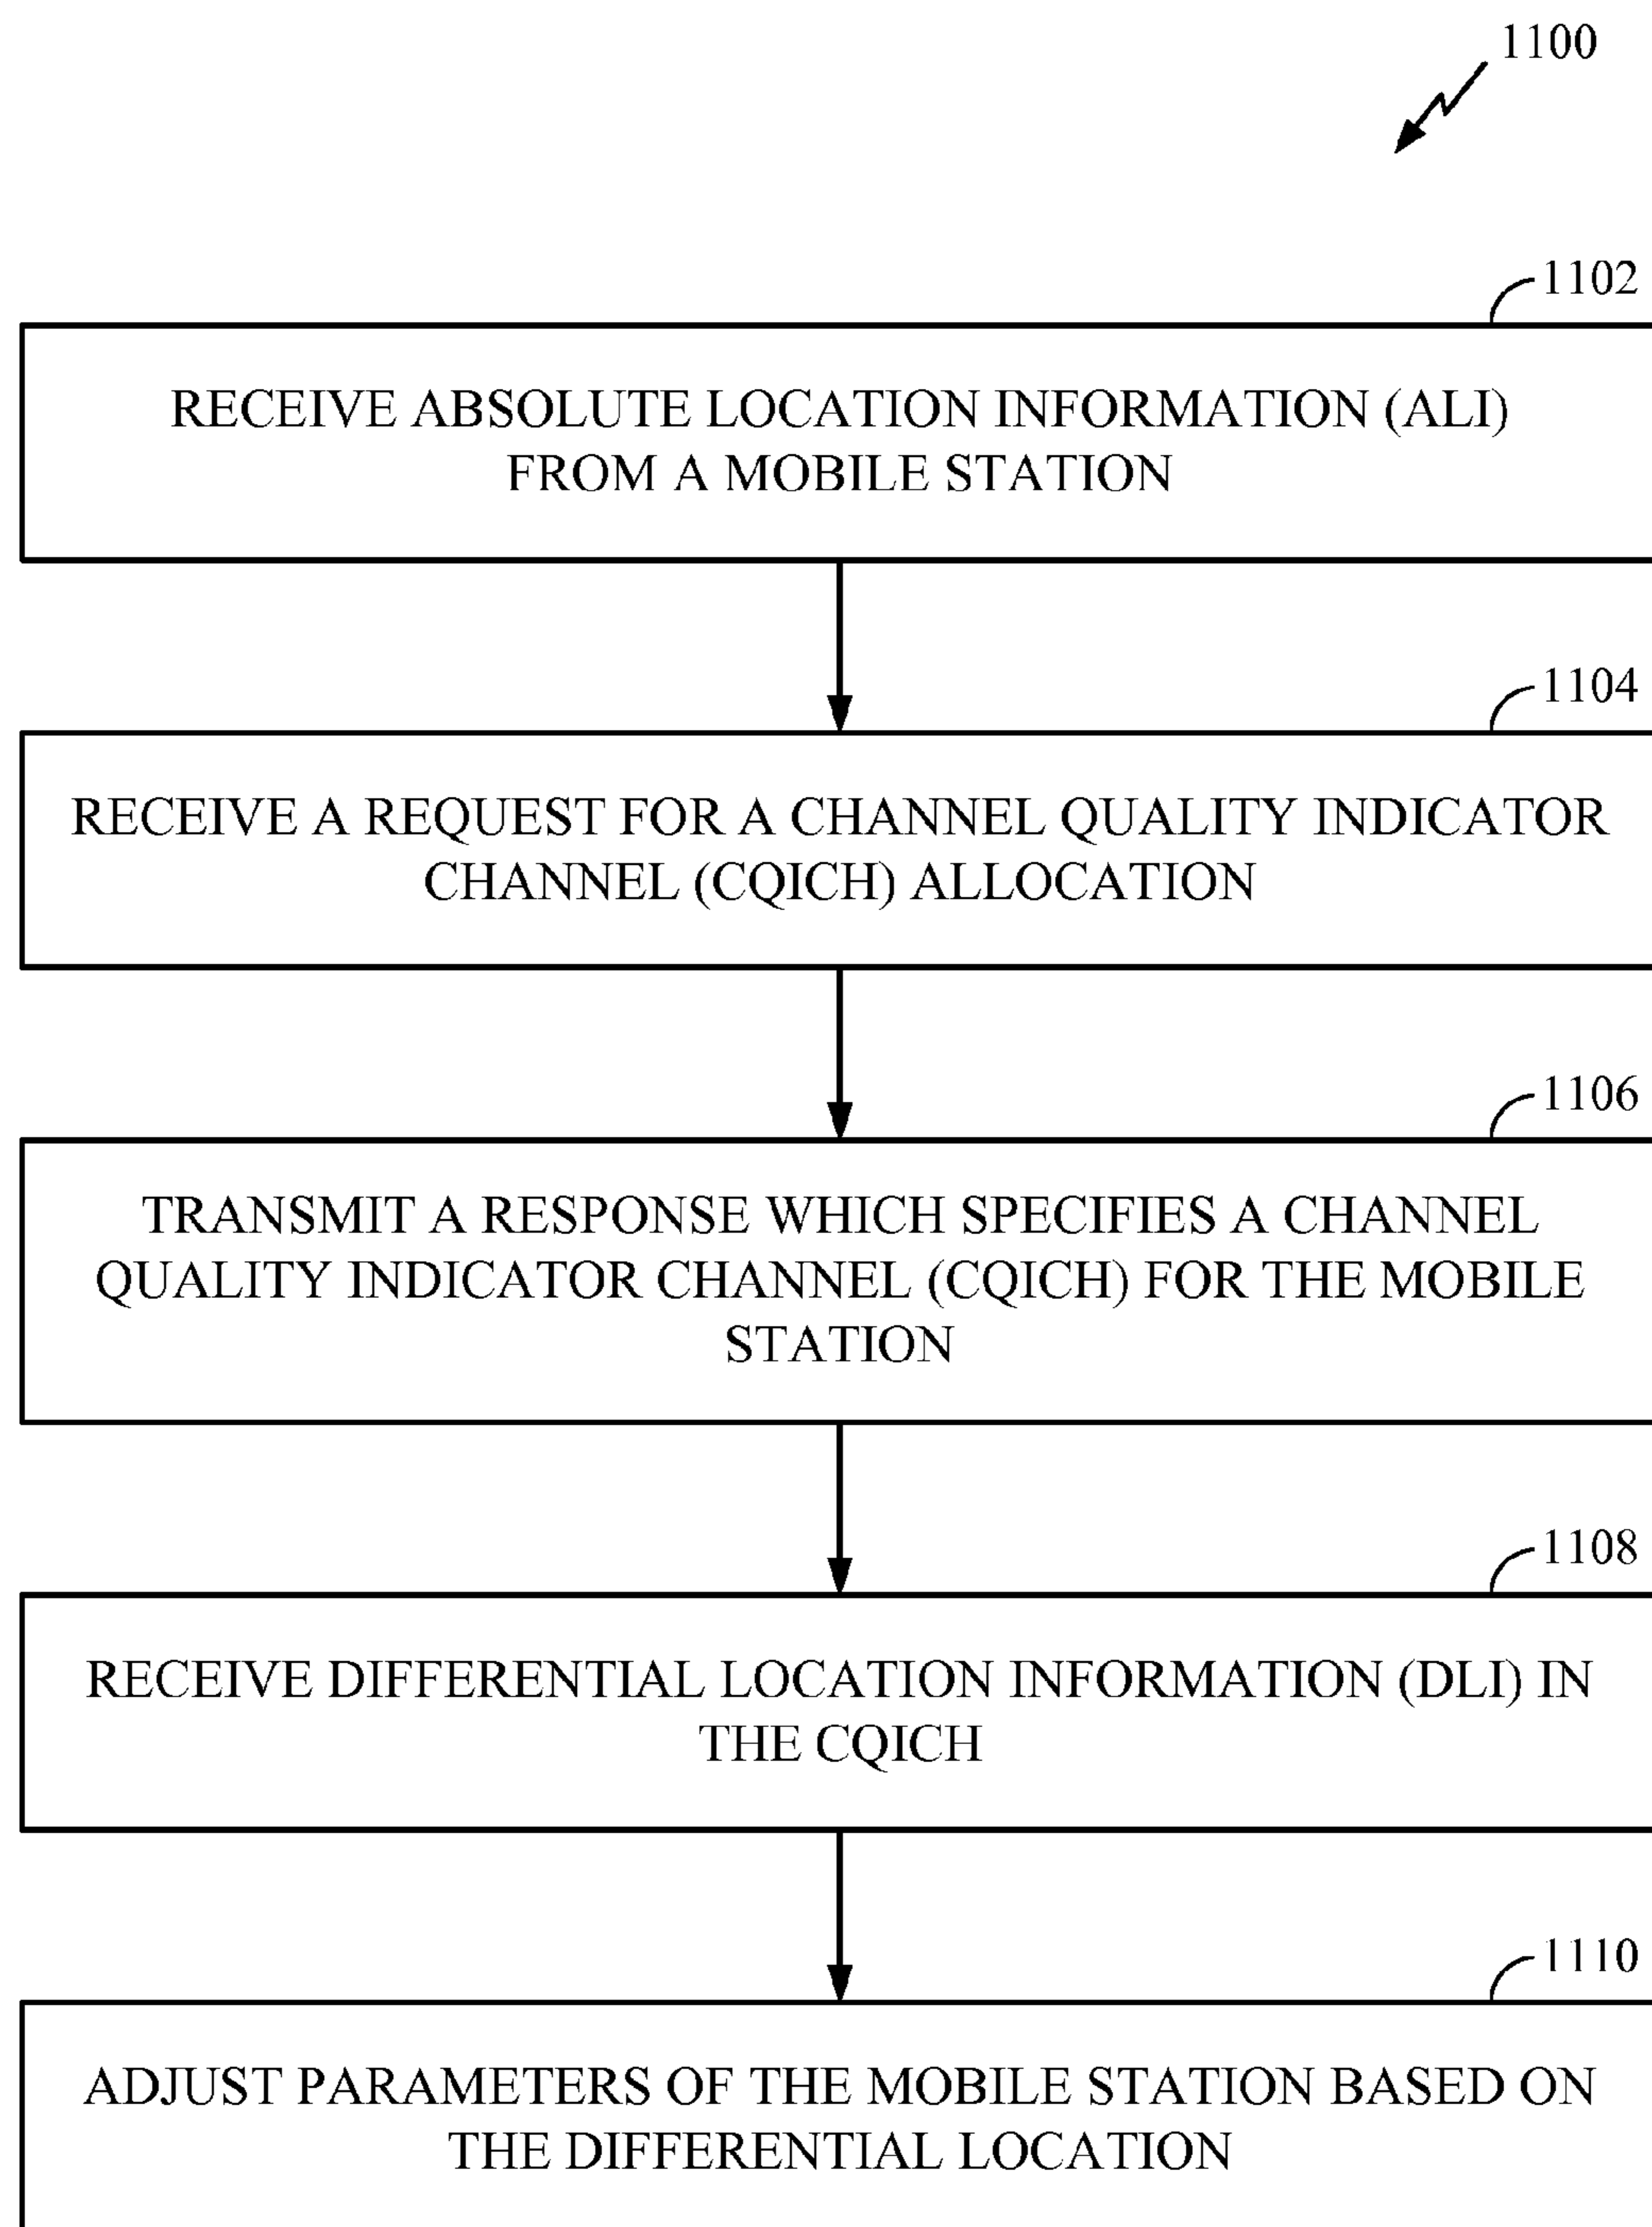 1100
1102
RECEIVE ABSOLUTE LOCATION INFORMATION (ALI)
FROM A MOBILE STATION
1104
RECEIVE A REQUEST FOR A CHANNEL QUALITY INDICATOR
CHANNEL (CQICH) ALLOCATION
1106
TRANSMIT A RESPONSE WHICH SPECIFIES A CHANNEL
QUALITY INDICATOR CHANNEL (CQICH) FOR THE MOBILE
STATION
1108
RECEIVE DIFFERENTIAL LOCATION INFORMATION (DLI) IN
THE CQICH
1110
ADJUST PARAMETERS OF THE MOBILE STATION BASED ON
THE DIFFERENTIAL LOCATION